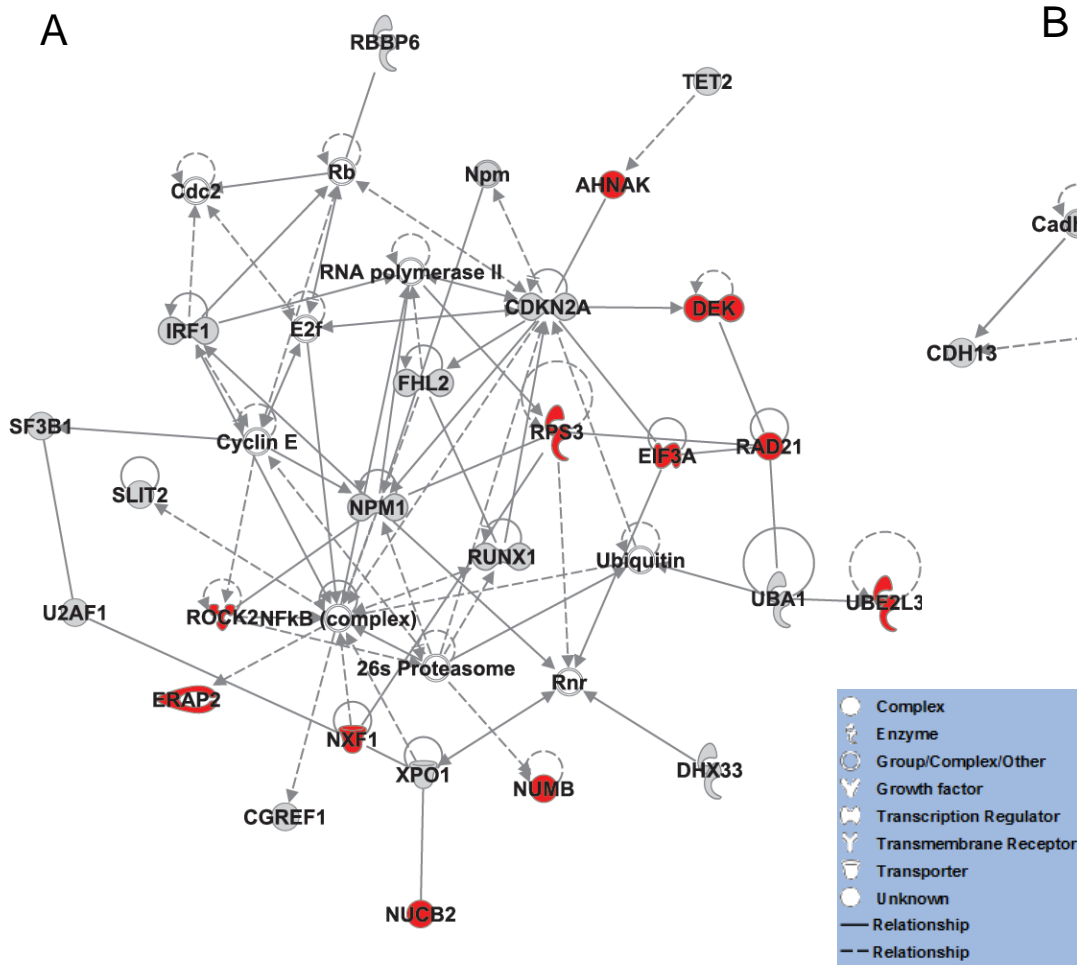 A
B
RBBP6
TET2
Rb
Npm
AHNAK
Cdc2
Cadh
RNA polymerase II
CDKN2A
DEK
IRF1
E2f
CDH13
FHL2
SF3B1
Cyclin E
RPS3
EIF3A
RAD21
SLIT2
NPM1
RUNX1
Ubiquitin
U2AF1
ROCK2
NFkB (complex)
UBA1
UBE2L3
26s Proteasome
Rnr
ERAP2
NXF1
XPO1
NUMB
DHX33
CGREF1
NUCB2
Complex
Enzyme
Group/Complex/Other
Growth factor
Transcription Regulator
Transmembrane Receptor
Transporter
Unknown
Relationship
Relationship